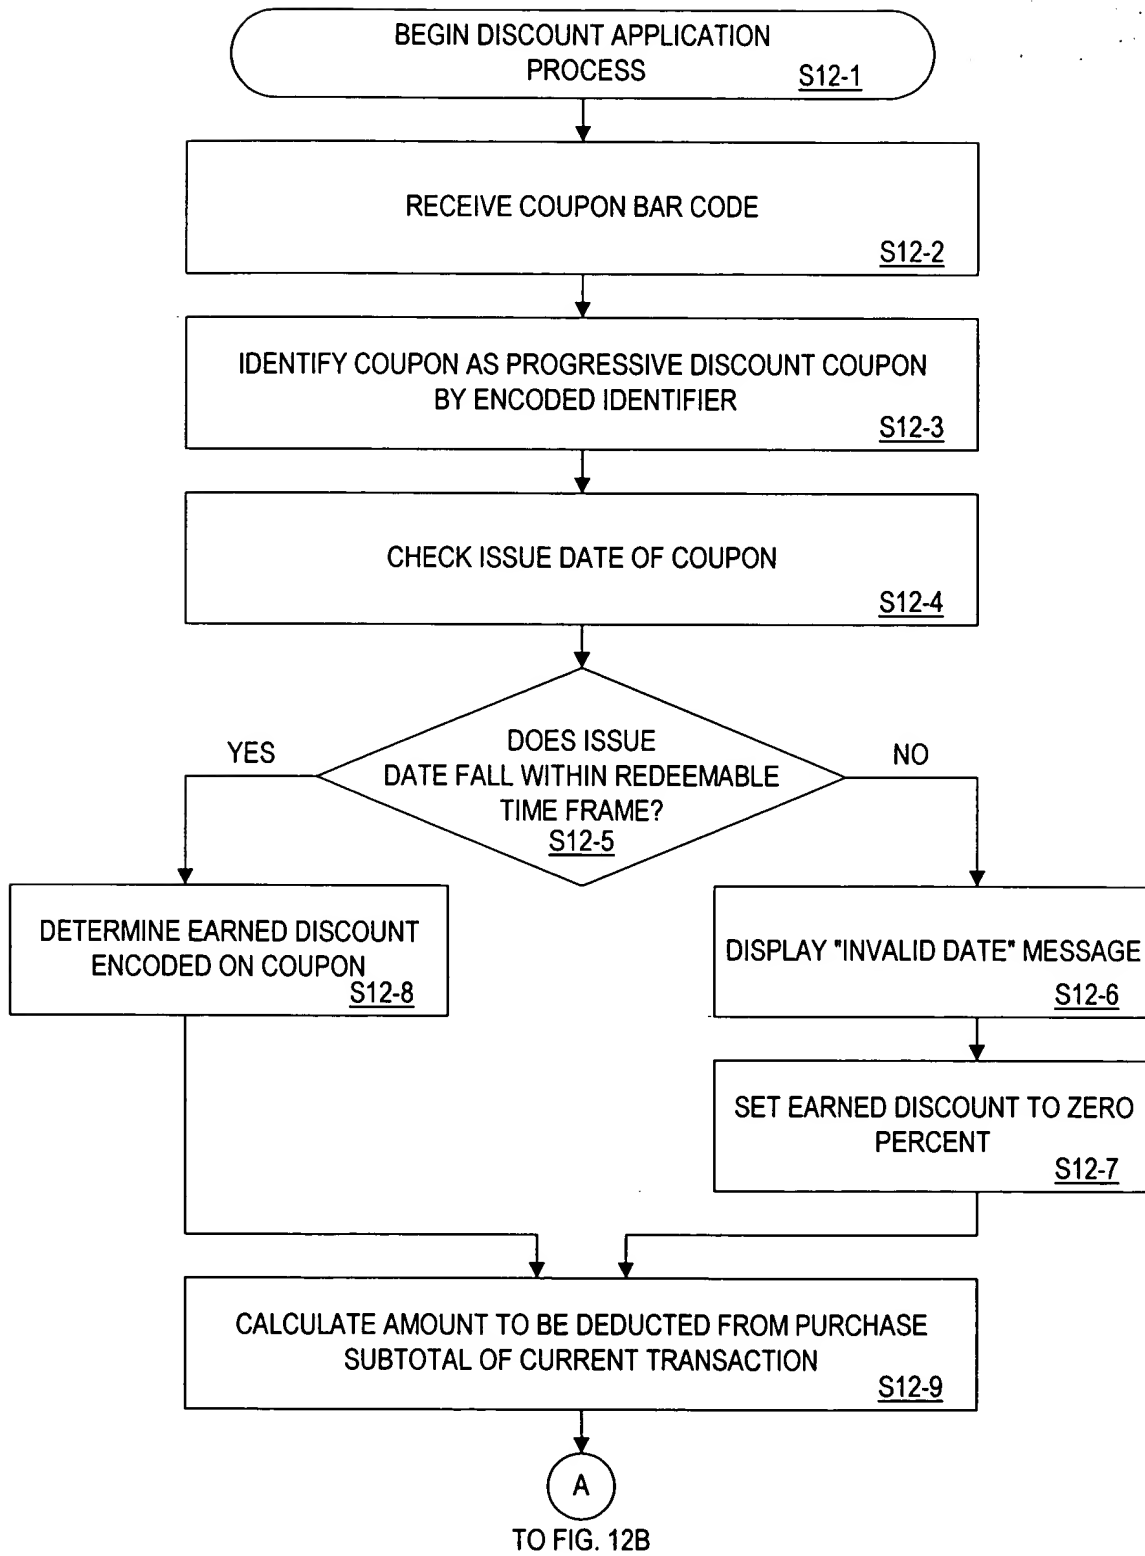 BEGIN DISCOUNT APPLICATION
PROCESS
S12-1
RECEIVE COUPON BAR CODE
S12-2
IDENTIFY COUPON AS PROGRESSIVE DISCOUNT COUPON
BY ENCODED IDENTIFIER
S12-3
CHECK ISSUE DATE OF COUPON
S12-4
DOES ISSUE
DATE FALL WITHIN REDEEMABLE
TIME FRAME?
S12-5
YES
NO
DETERMINE EARNED DISCOUNT
ENCODED ON COUPON
S12-8
DISPLAY "INVALID DATE" MESSAGE
S12-6
SET EARNED DISCOUNT TO ZERO
PERCENT
S12-7
CALCULATE AMOUNT TO BE DEDUCTED FROM PURCHASE
SUBTOTAL OF CURRENT TRANSACTION
S12-9
A
TO FIG. 12B